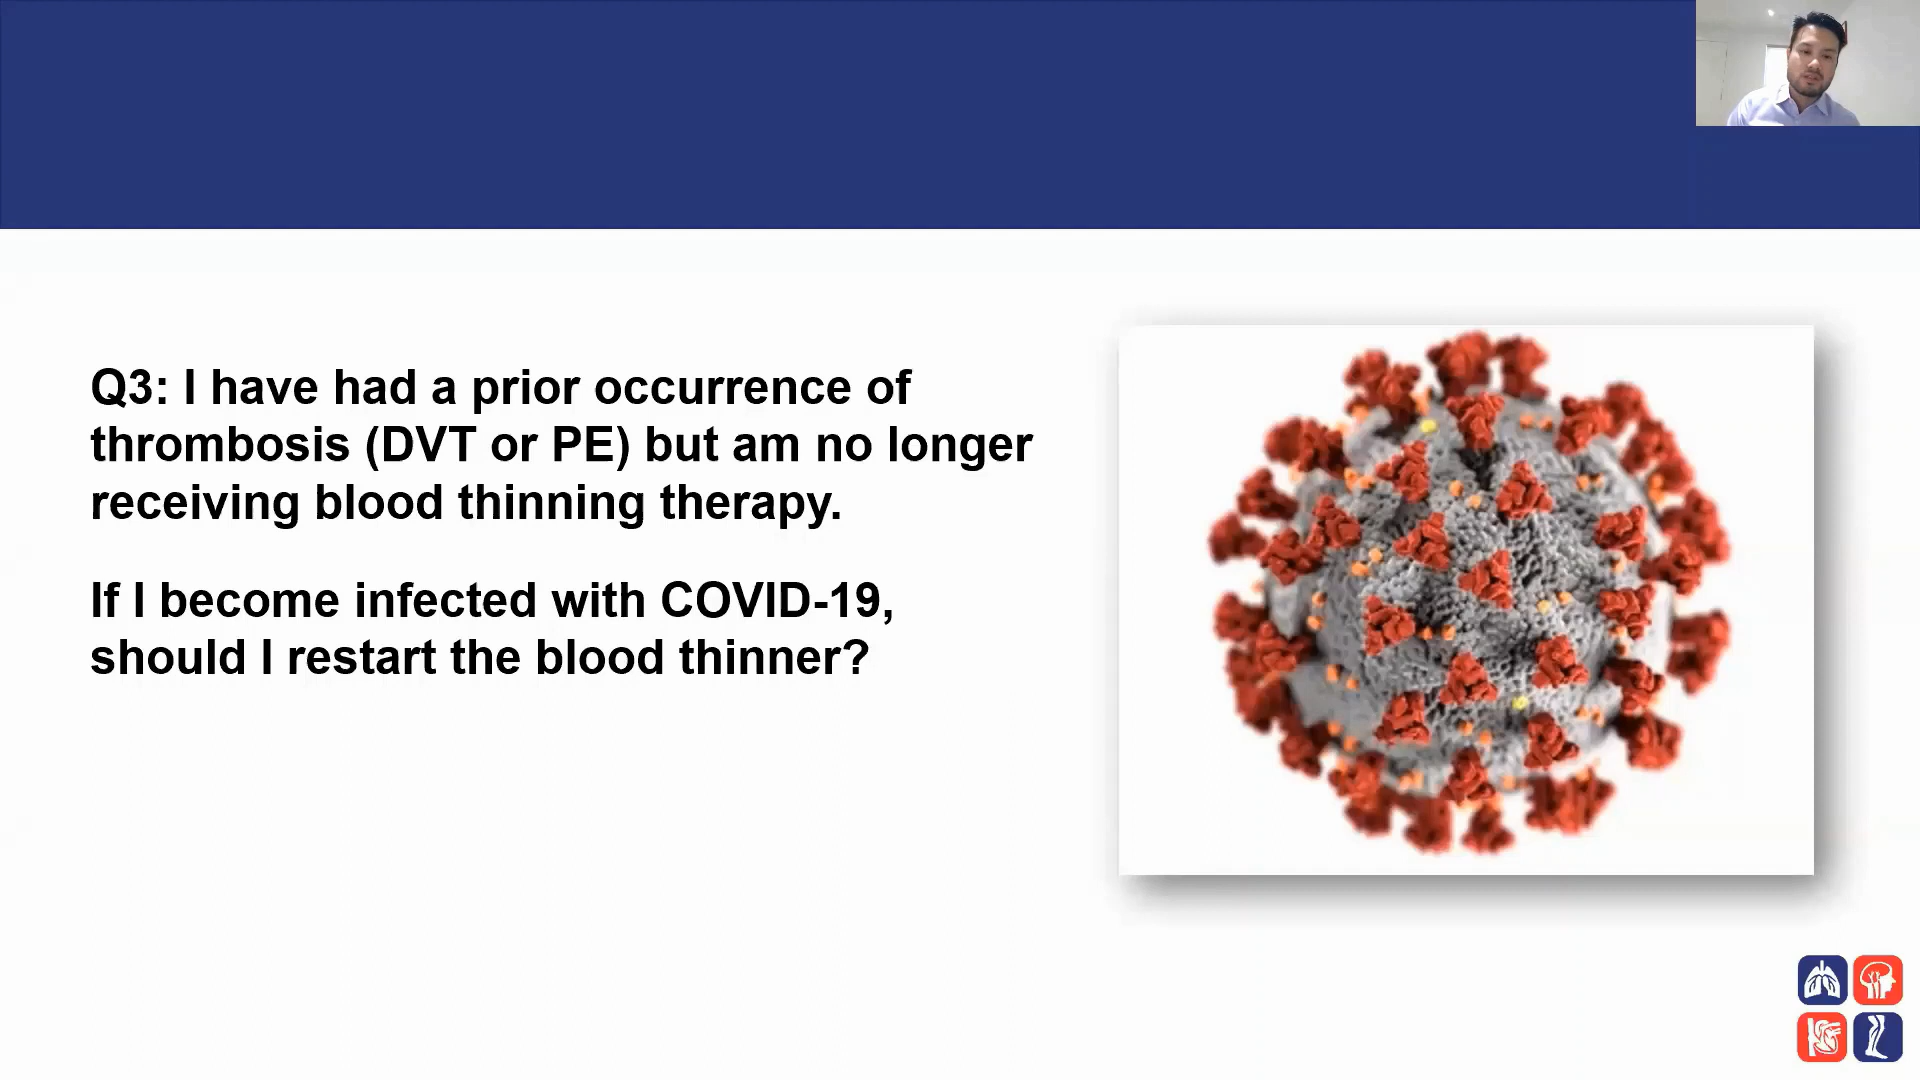 Q3: I have had a prior occurrence of
thrombosis (DVT or PE) but am no longer
receiving blood thinning therapy.
If I become infected with COVID-19,
should I restart the blood thinner?